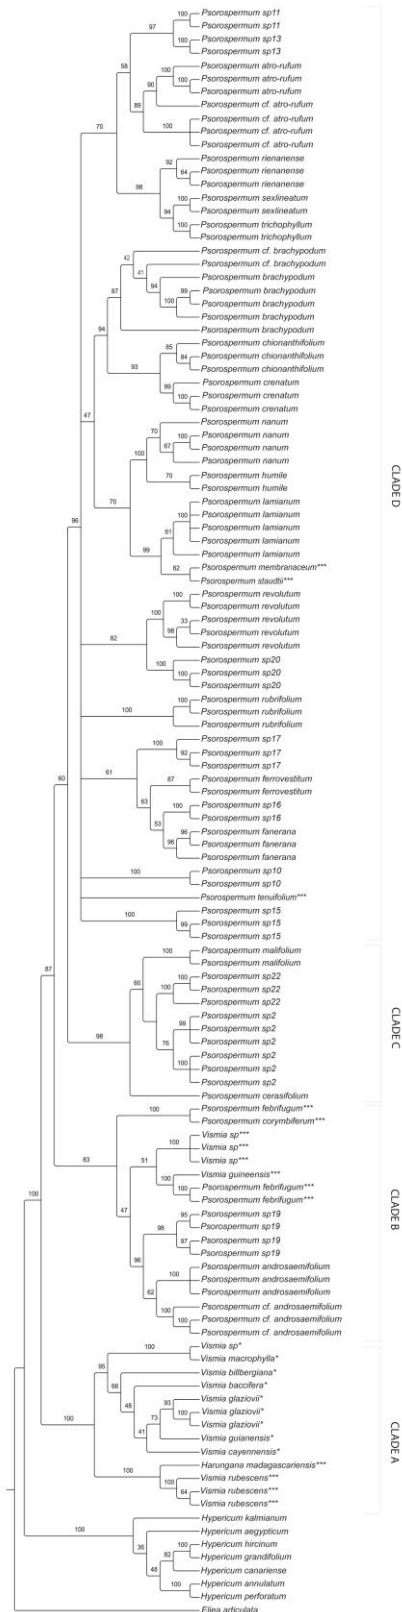 Psorospermum sp11
Psorospermum sp11
Psorospermum sp13
Psorospermum sp13
Psorospermum atro-rufum
Psorospermum atro-rufum
Psorospermum atro-rufum
Psorospermum cf. atro-rufum
Psorospermum cf. atro-rufum
Psorospermum cf. atro-rufum
Psorospermum cf. atro-rufum
Psorospermum rienanense
Psorospermum rienanense
Psorospermum rienanense
Psorospermum sexlineatum
Psorospermum sexlineatum
Psorospermum trichophyllum
Psorospermum trichophyllum
Psorospermum cf. brachypodum
Psorospermum cf. brachypodum
Psorospermum brachypodum
Psorospermum brachypodum
Psorospermum brachypodum
Psorospermum brachypodum
Psorospermum brachypodum
Psorospermum chionanthifolium
Psorospermum chionanthifolium
Psorospermum chionanthifolium
Psorospermum crenatum
Psorospermum crenatum
Psorospermum crenatum
Psorospermum nanum
Psorospermum nanum
Psorospermum nanum
Psorospermum nanum
Psorospermum humile
Psorospermum humile
Psorospermum lamianum
Psorospermum lamianum
Psorospermum lamianum
Psorospermum lamianum
Psorospermum lamianum
Psorospermum membranaceum***
Psorospermum staudtii***
Psorospermum revolutum
Psorospermum revolutum
Psorospermum revolutum
Psorospermum revolutum
Psorospermum revolutum
Psorospermum sp20
Psorospermum sp20
Psorospermum sp20
Psorospermum rubrifolium
Psorospermum rubrifolium
Psorospermum rubrifolium
Psorospermum sp17
Psorospermum sp17
Psorospermum sp17
Psorospermum ferrovestitum
Psorospermum ferrovestitum
Psorospermum sp16
Psorospermum sp16
Psorospermum fanerana
Psorospermum fanerana
Psorospermum fanerana
Psorospermum sp10
Psorospermum sp10
Psorospermum tenuifolium***
Psorospermum sp15
Psorospermum sp15
Psorospermum sp15
CLADE D
Psorospermum malifolium
Psorospermum malifolium
Psorospermum sp22
Psorospermum sp22
Psorospermum sp22
Psorospermum sp2
Psorospermum sp2
Psorospermum sp2
Psorospermum sp2
Psorospermum sp2
Psorospermum sp2
Psorospermum cerasifolium
CLADE C
Psorospermum febrifugum***
Psorospermum corymbiferum***
Vismia sp***
Vismia sp***
Vismia sp***
Vismia guineensis***
Psorospermum febrifugum***
Psorospermum febrifugum***
Psorospermum sp19
Psorospermum sp19
Psorospermum sp19
Psorospermum sp19
Psorospermum androsaemifolium
Psorospermum androsaemifolium
Psorospermum androsaemifolium
Psorospermum cf. androsaemifolium
Psorospermum cf. androsaemifolium
Psorospermum cf. androsaemifolium
CLADE B
Vismia sp*
Vismia macrophylla*
Vismia billbergiana*
Vismia baccifera*
Vismia glaziovii*
Vismia glaziovii*
Vismia glaziovii*
Vismia guianensis*
Vismia cayennensis*
Harungana madagascariensis***
Vismia rubescens***
Vismia rubescens***
Vismia rubescens***
CLADE A
Hypericum kalmianum
Hypericum aegypticum
Hypericum hircinum
Hypericum grandifolium
Hypericum canariense
Hypericum annulatum
Hypericum perforatum
Eliea articulata